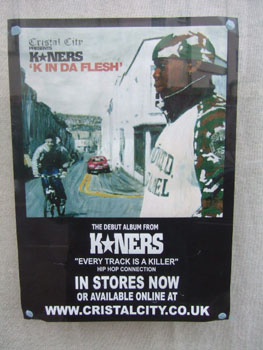 Cristal City
PRESENTS
K★NERS
'K IN DA FLESH'
THE DEBUT ALBUM FROM
K★NERS
"EVERY TRACK IS A KILLER"
HIP HOP CONNECTION
IN STORES NOW
OR AVAILABLE ONLINE AT
WWW.CRISTALCITY.CO.UK